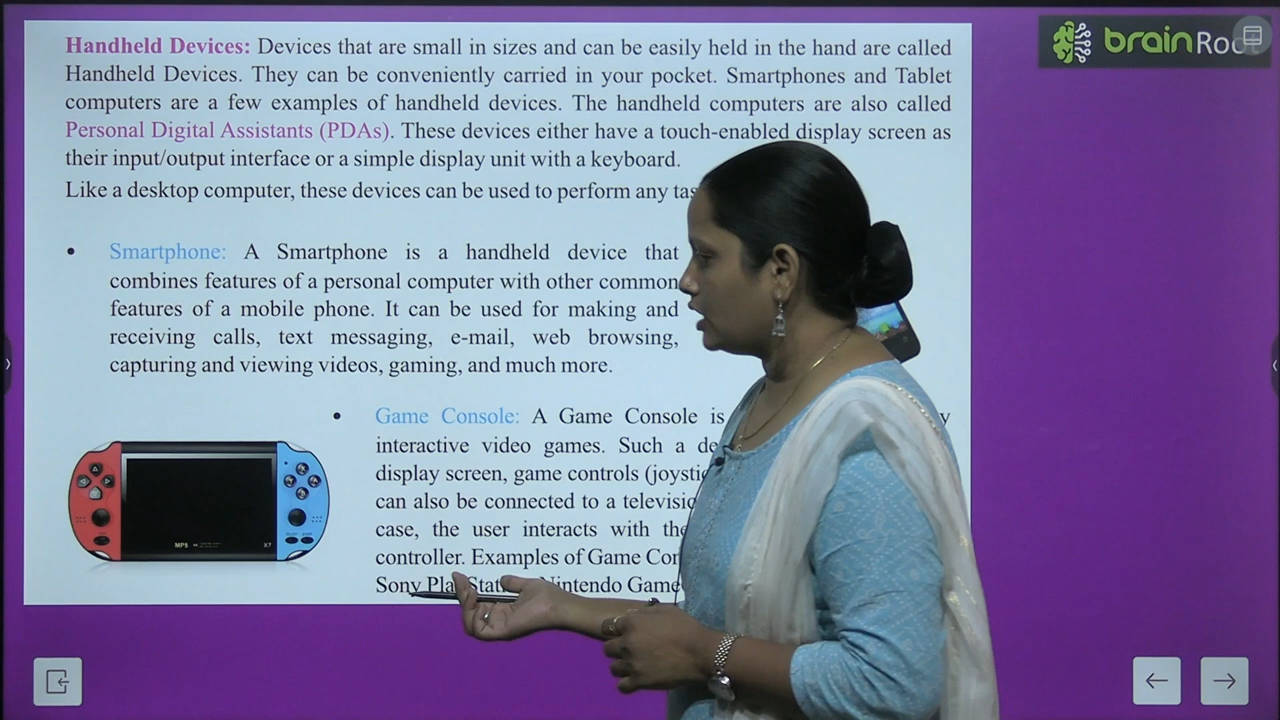 Handheld Devices: Devices that are small in sizes and can be easily held in the hand are called
Handheld Devices. They can be conveniently carried in your pocket. Smartphones and Tablet
computers are a few examples of handheld devices. The handheld computers are also called
Personal Digital Assistants (PDAs). These devices either have a touch-enabled display screen as
their input/output interface or a simple display unit with a keyboard.
Like a desktop computer, these devices can be used to perform any
• Smartphone: A Smartphone is a handheld device that
combines features of a personal computer with other common
features of a mobile phone. It can be used for making and
receiving calls, text messaging, e-mail, web browsing,
capturing and viewing videos, gaming, and much more.
• Game Console: A Game Console is
interactive video games. Such a
display screen, game controls
can also be connected to a
case, the user interacts with the
controller. Examples of Game
Sony Nintendo Game
MP5
X7
brain